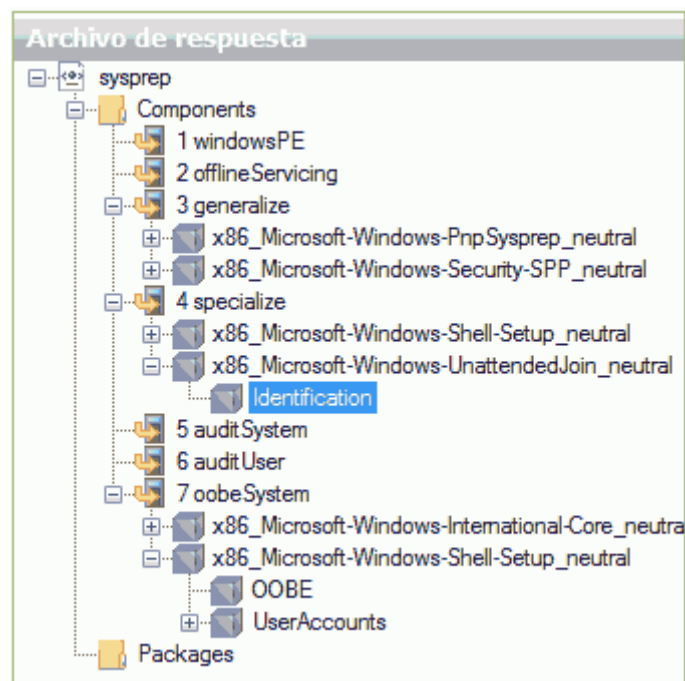 Archivo de respuesta
sysprep
Components
1 windowsPE
2 offlineServicing
3 generalize
x86_Microsoft-Windows-PnpSysprep_neutral
x86_Microsoft-Windows-Security-SPP_neutral
4 specialize
x86_Microsoft-Windows-Shell-Setup_neutral
x86_Microsoft-Windows-UnattendedJoin_neutral
Identification
5 auditSystem
6 auditUser
7 oobeSystem
x86_Microsoft-Windows-International-Core_neutra
x86_Microsoft-Windows-Shell-Setup_neutral
OOBE
UserAccounts
Packages